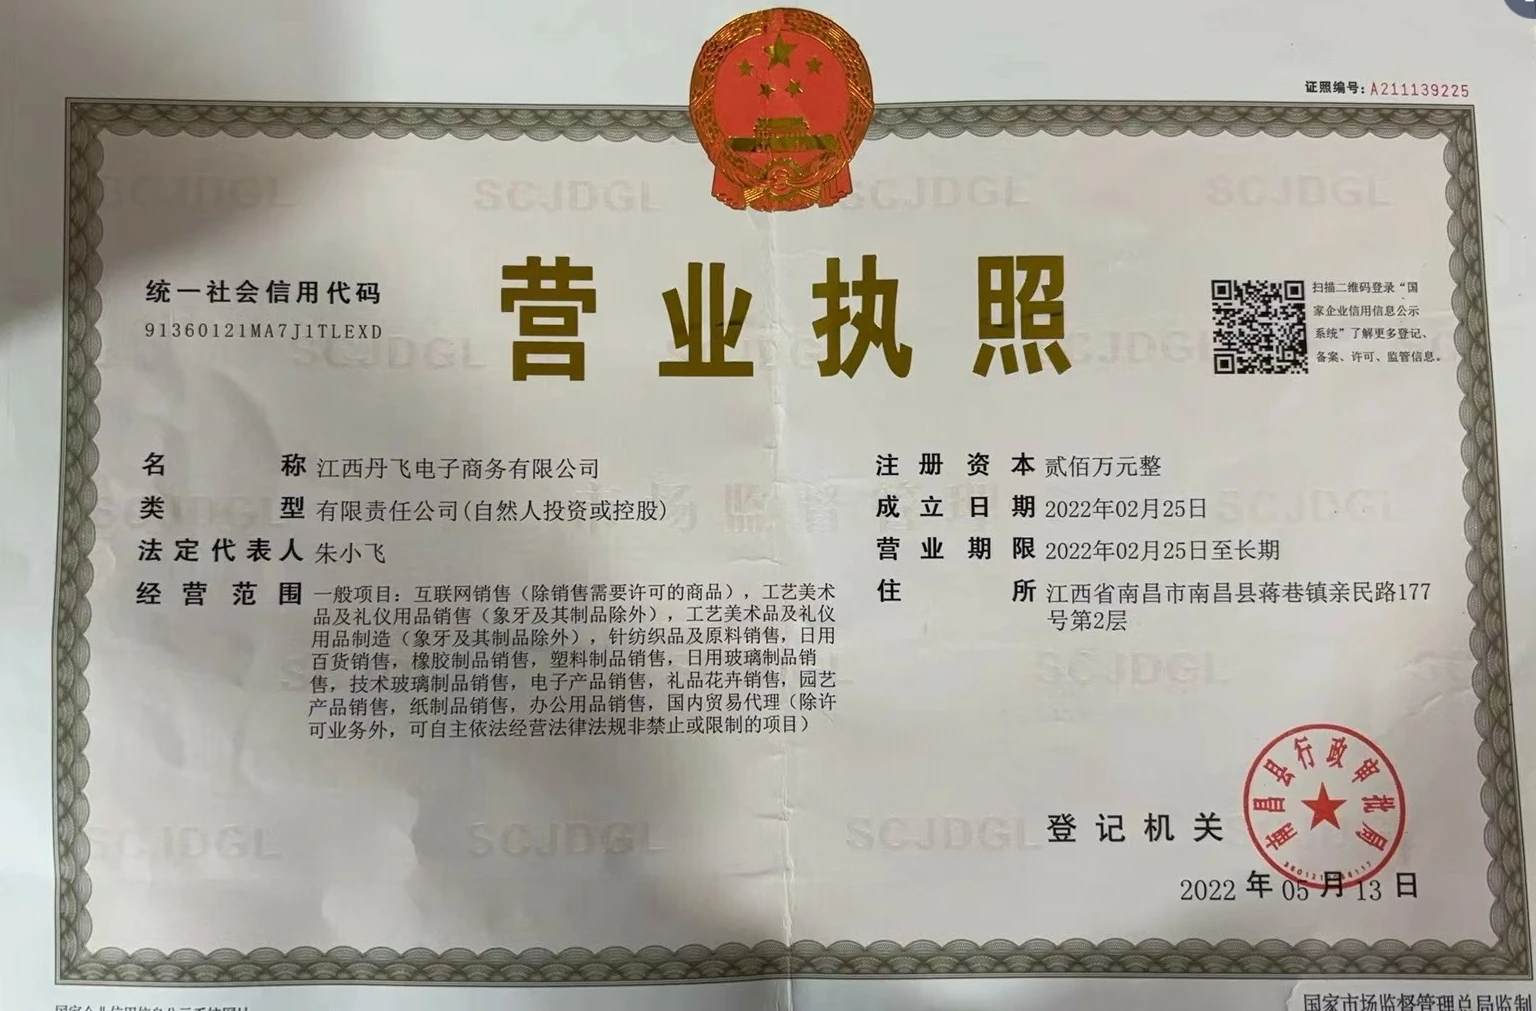 证照编号：A211139225
统一社会信用代码
91360121MA7J1TLEXD
营业执照
扫描二维码登录“国
家企业信用信息公示
系统”了解更多登记、
备案、许可、监管信息。
名称 江西丹飞电子商务有限公司
类型 有限责任公司(自然人投资或控股)
法定代表人 朱小飞
经营范围 一般项目：互联网销售（除销售需要许可的商品），工艺美术
品及礼仪用品销售（象牙及其制品除外），工艺美术品及礼仪
用品制造（象牙及其制品除外），针纺织品及原料销售，日用
百货销售，橡胶制品销售，塑料制品销售，日用玻璃制品销
售，技术玻璃制品销售，电子产品销售，礼品花卉销售，园艺
产品销售，纸制品销售，办公用品销售，国内贸易代理（除许
可业务外，可自主依法经营法律法规非禁止或限制的项目）
注册资本 贰佰万元整
成立日期 2022年02月25日
营业期限 2022年02月25日至长期
住所 江西省南昌市南昌县蒋巷镇亲民路177
号第2层
登记机关
南昌县行政审批局
2022年05月13日
SCJDGL
市场监督管理
国家市场监督管理总局监制